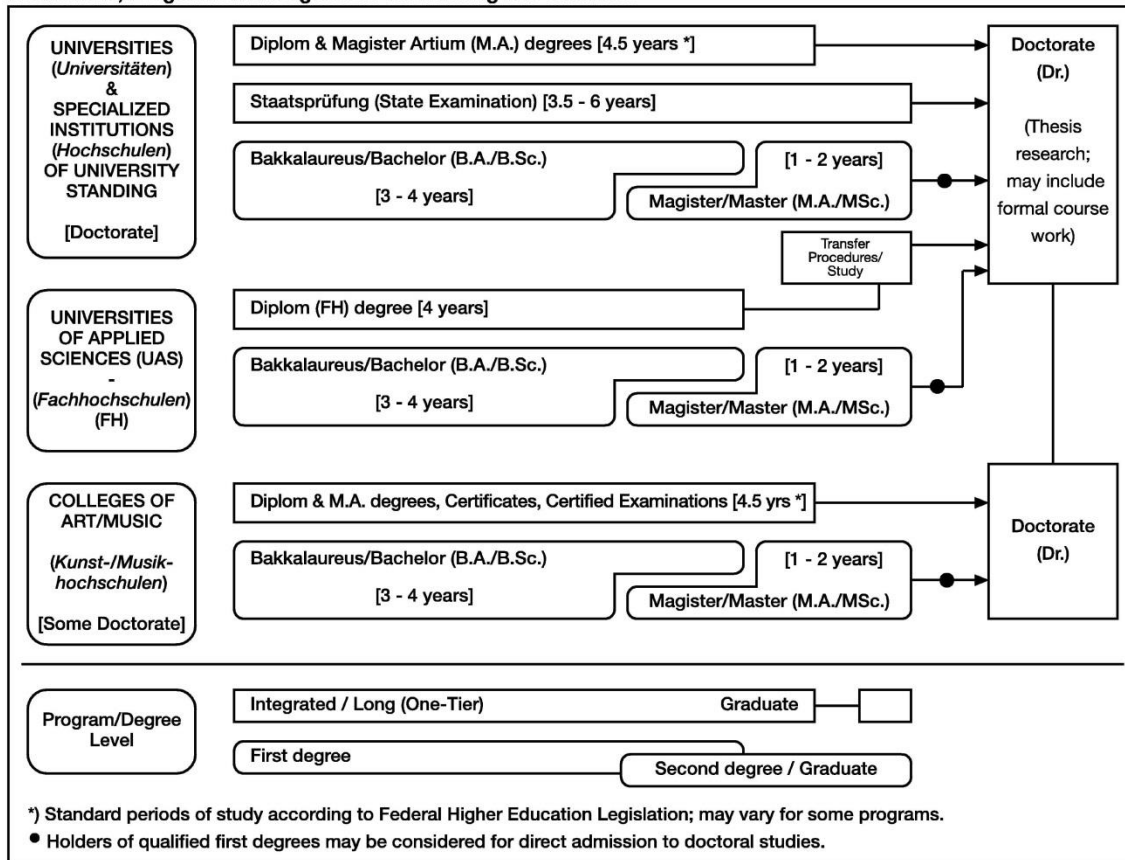 UNIVERSITIES
(Universitäten)
&
SPECIALIZED
INSTITUTIONS
(Hochschulen)
OF UNIVERSITY
STANDING
[Doctorate]
Diplom & Magister Artium (M.A.) degrees [4.5 years *]
Staatsprüfung (State Examination) [3.5 - 6 years]
Bakkalaureus/Bachelor (B.A./B.Sc.)
[3 - 4 years]
[1 - 2 years]
Magister/Master (M.A./MSc.)
Transfer
Procedures/
Study
Doctorate
(Dr.)
(Thesis
research;
may include
formal course
work)
UNIVERSITIES
OF APPLIED
SCIENCES (UAS)
-
(Fachhochschulen)
(FH)
Diplom (FH) degree [4 years]
Bakkalaureus/Bachelor (B.A./B.Sc.)
[3 - 4 years]
[1 - 2 years]
Magister/Master (M.A./MSc.)
COLLEGES OF
ART/MUSIC
(Kunst-/Musik-
hochschulen)
[Some Doctorate]
Diplom & M.A. degrees, Certificates, Certified Examinations [4.5 yrs *]
Bakkalaureus/Bachelor (B.A./B.Sc.)
[3 - 4 years]
[1 - 2 years]
Magister/Master (M.A./MSc.)
Doctorate
(Dr.)
Program/Degree
Level
Integrated / Long (One-Tier) Graduate
First degree
Second degree / Graduate
*) Standard periods of study according to Federal Higher Education Legislation; may vary for some programs.
● Holders of qualified first degrees may be considered for direct admission to doctoral studies.